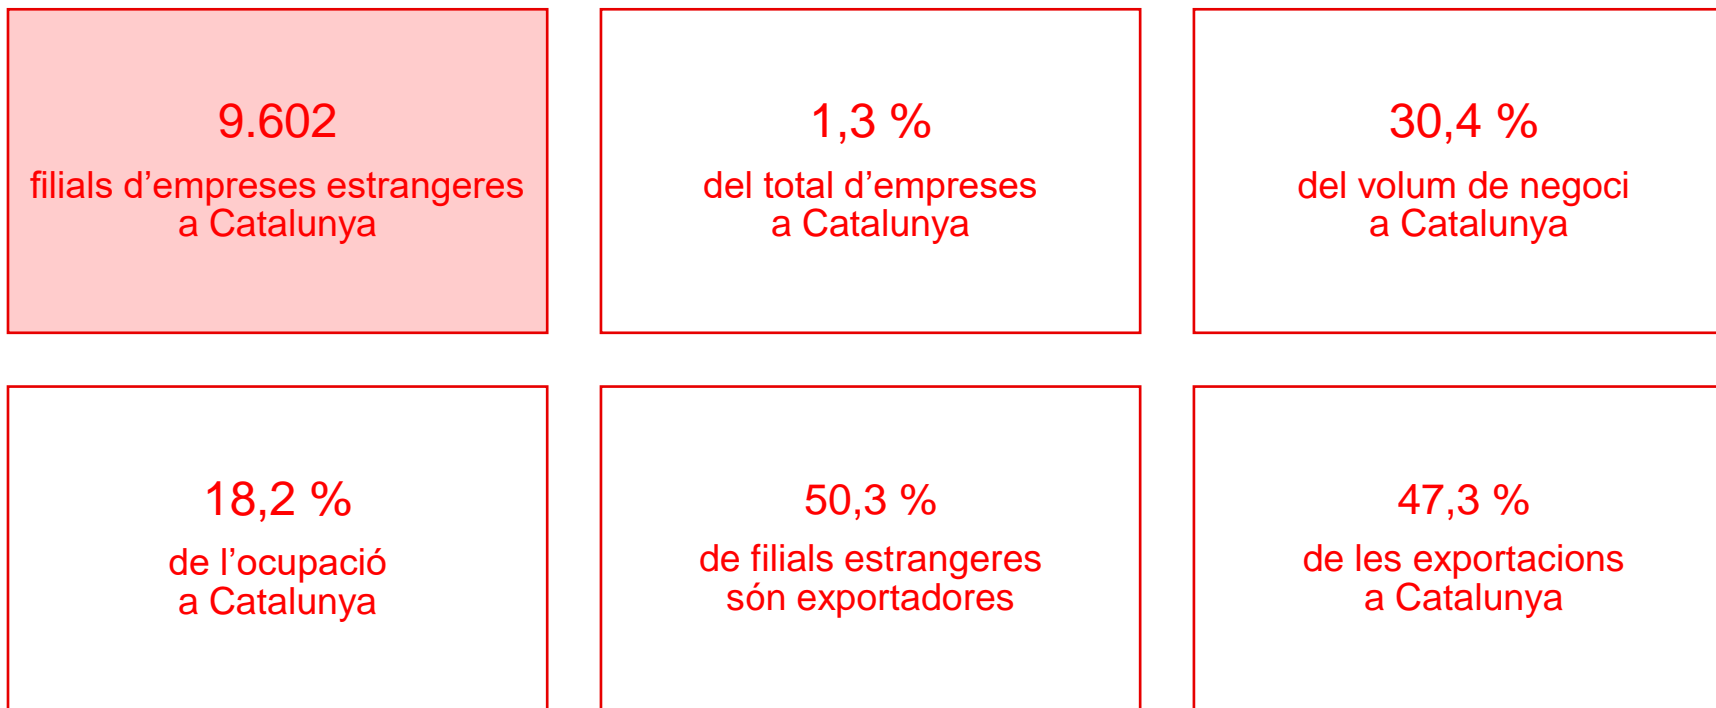 9.602
filials d’empreses estrangeres
a Catalunya
1,3 %
del total d’empreses
a Catalunya
30,4 %
del volum de negoci
a Catalunya
18,2 %
de l’ocupació
a Catalunya
50,3 %
de filials estrangeres
són exportadores
47,3 %
de les exportacions
a Catalunya